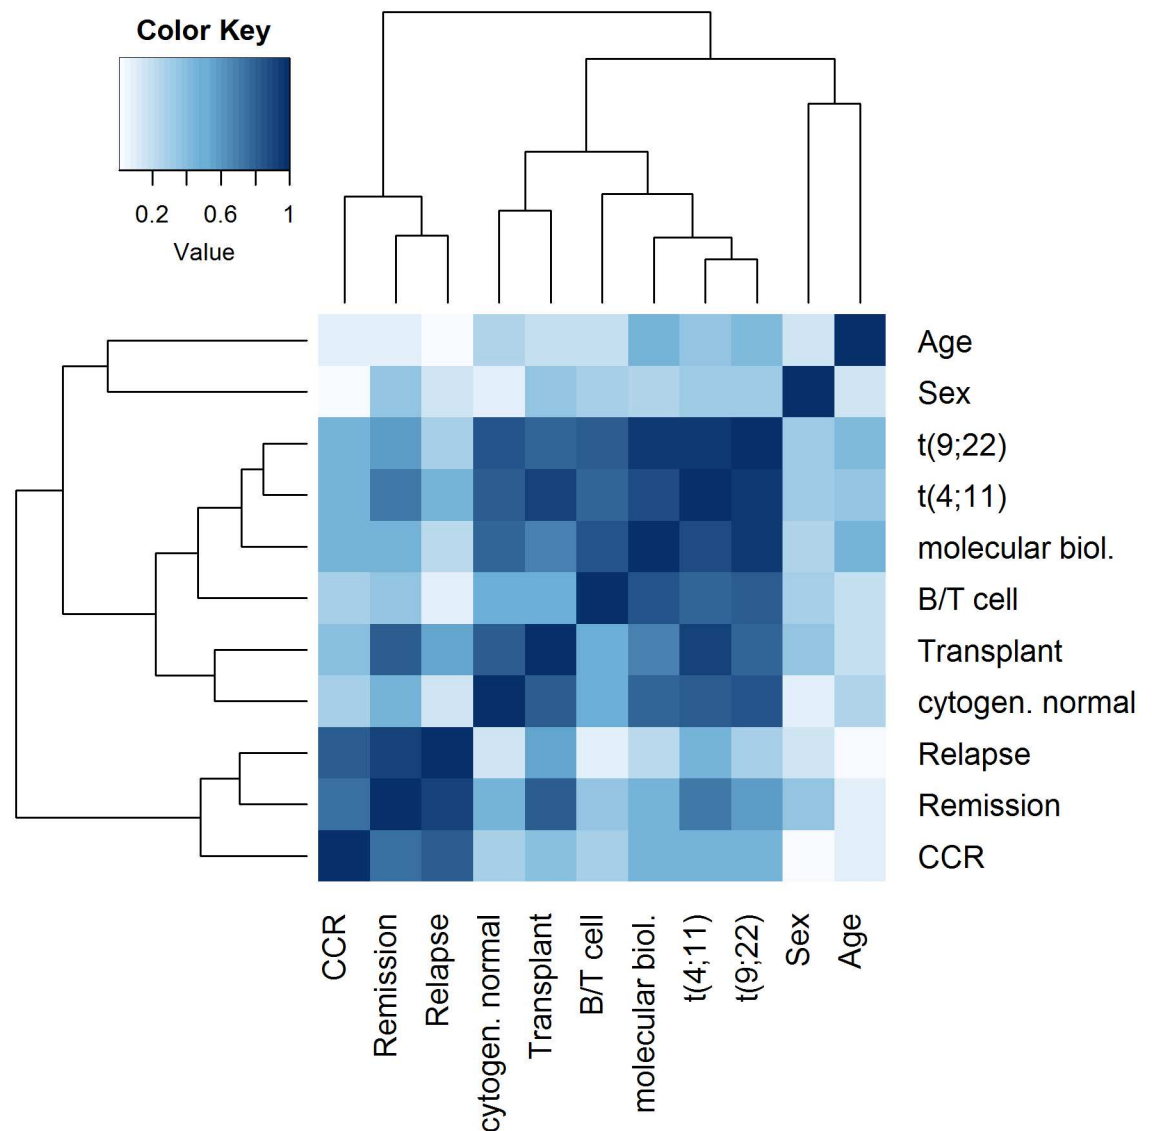 Color Key
0.2 0.6 1
Value
Age
Sex
t(9;22)
t(4;11)
molecular biol.
B/T cell
Transplant
cytogen. normal
Relapse
Remission
CCR
CCR
Remission
Relapse
cytogen. normal
Transplant
B/T cell
molecular biol.
t(4;11)
t(9;22)
Sex
Age